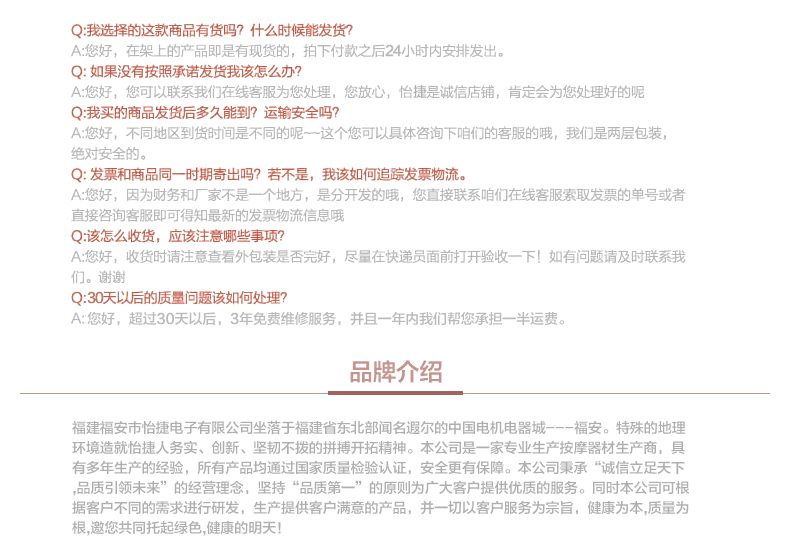 Q:我选择的这款商品有货吗？什么时候能发货?
A:您好，在架上的产品即是有现货的，拍下付款之后24小时内安排发出。
Q: 如果没有按照承诺发货我该怎么办?
A:您好，您可以联系我们在线客服为您处理，您放心，怡捷是诚信店铺，肯定会为您处理好的呢
Q:我买的商品发货后多久能到？运输安全吗?
A:您好，不同地区到货时间是不同的呢~~这个您可以具体咨询下咱们的客服的哦，我们是两层包装，
绝对安全的。
Q: 发票和商品同一时期寄出吗？若不是，我该如何追踪发票物流。
A:您好，因为财务和厂家不是一个地方，是分开发的哦，您直接联系咱们在线客服索取发票的单号或者
直接咨询客服即可得知最新的发票物流信息哦
Q:该怎么收货，应该注意哪些事项?
A:您好，收货时请注意查看外包装是否完好，尽量在快递员面前打开验收一下！如有问题请及时联系我
们。谢谢
Q:30天以后的质量问题该如何处理?
A:您好，超过30天以后，3年免费维修服务，并且一年内我们帮您承担一半运费。
品牌介绍
福建福安市怡捷电子有限公司坐落于福建省东北部闻名遐尔的中国电机电器城---福安。特殊的地理
环境造就怡捷人务实、创新、坚韧不拨的拼搏开拓精神。本公司是一家专业生产按摩器材生产商，具
有多年生产的经验，所有产品均通过国家质量检验认证，安全更有保障。本公司秉承“诚信立足天下
,品质引领未来”的经营理念，坚持“品质第一”的原则为广大客户提供优质的服务。同时本公司可根
据客户不同的需求进行研发，生产提供客户满意的产品，并一切以客户服务为宗旨，健康为本,质量为
根,邀您共同托起绿色,健康的明天!